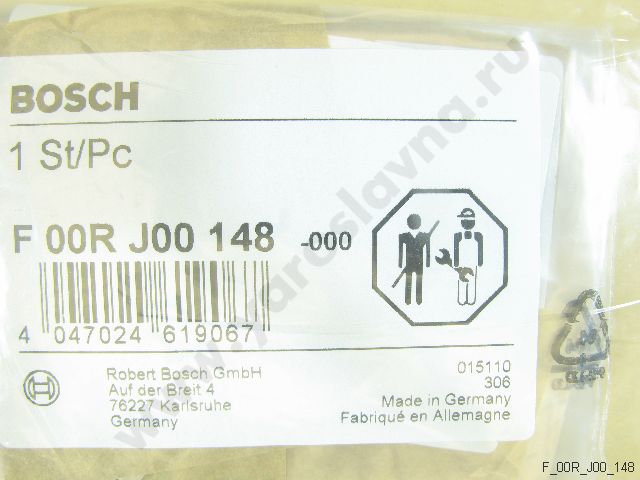 BOSCH
1 St/Pc
F 00R J00 148 -000
4 047024 619067
Robert Bosch GmbH
Auf der Breit 4
76227 Karlsruhe
Germany
015110
306
Made in Germany
Fabriqué en Allemagne
www.yaroslavna.ru
F_00R_J00_148